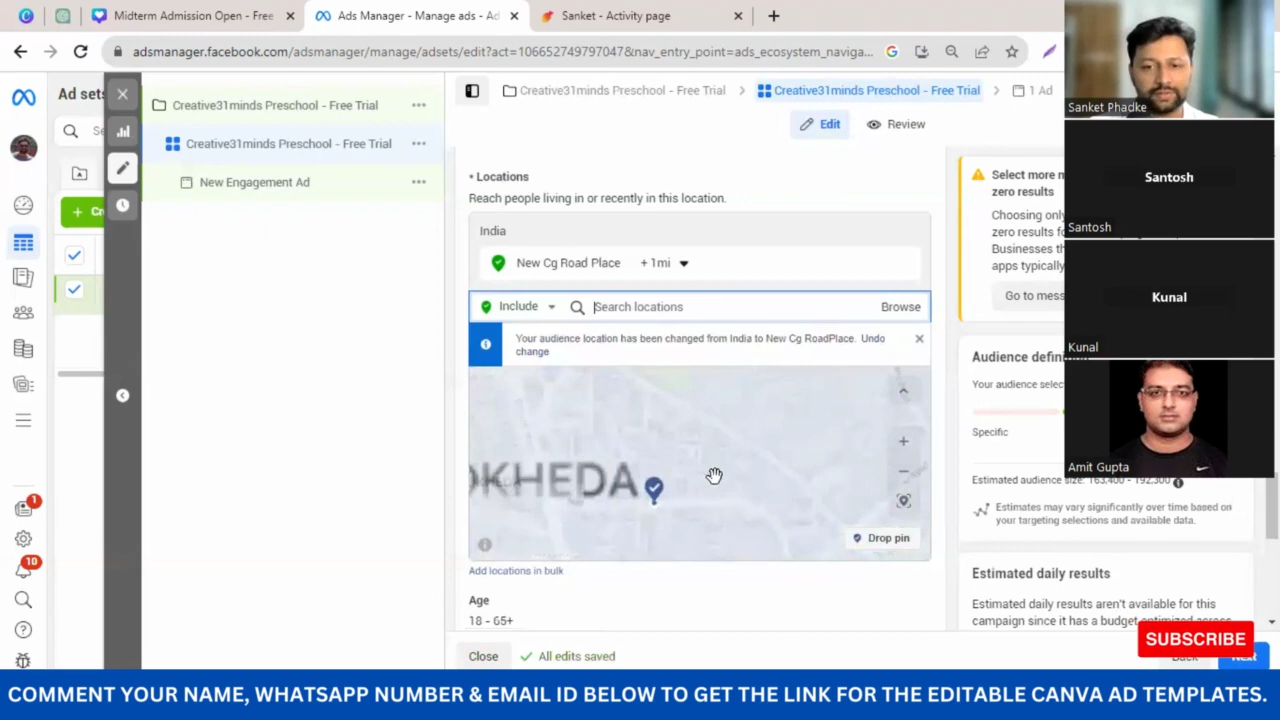 Midterm Admission Open - Free
Ads Manager - Manage ads - Ad
Sanket - Activity page
adsmanager.facebook.com/adsmanager/manage/adsets/edit?act=106652749797047&nav_entry_point=ads_ecosystem_naviga...
Ad sets
Creative31minds Preschool - Free Trial
Creative31minds Preschool - Free Trial
New Engagement Ad
+ Cr
1
10
Creative31minds Preschool - Free Trial
Creative31minds Preschool - Free Trial
1 Ad
Edit
Review
* Locations
Reach people living in or recently in this location.
India
New Cg Road Place + 1mi
Include
Search locations
Browse
Your audience location has been changed from India to New Cg RoadPlace. Undo
change
OKHEDA
Drop pin
Add locations in bulk
Age
18 - 65+
Close
All edits saved
Select more m
zero results
Choosing only
zero results f
Businesses th
apps typically
Go to mess
Audience defini
Your audience selec
Specific
Estimated audience size: 163,400 - 192,300
Estimates may vary significantly over time based on
your targeting selections and available data.
Estimated daily results
Estimated daily results aren't available for this
campaign since it has a budget optimized across
Back
Next
SUBSCRIBE
Sanket Phadke
Santosh
Santosh
Kunal
Kunal
Amit Gupta
COMMENT YOUR NAME, WHATSAPP NUMBER & EMAIL ID BELOW TO GET THE LINK FOR THE EDITABLE CANVA AD TEMPLATES.